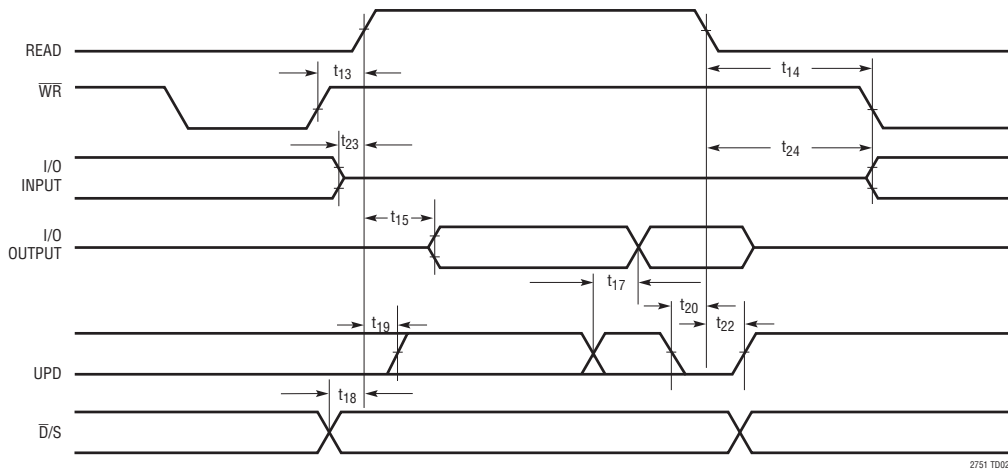 READ
t13
t14
WR
t23
t24
I/O
INPUT
t15
I/O
OUTPUT
t17
t20
t22
t19
UPD
t18
D/S
2751 TD02